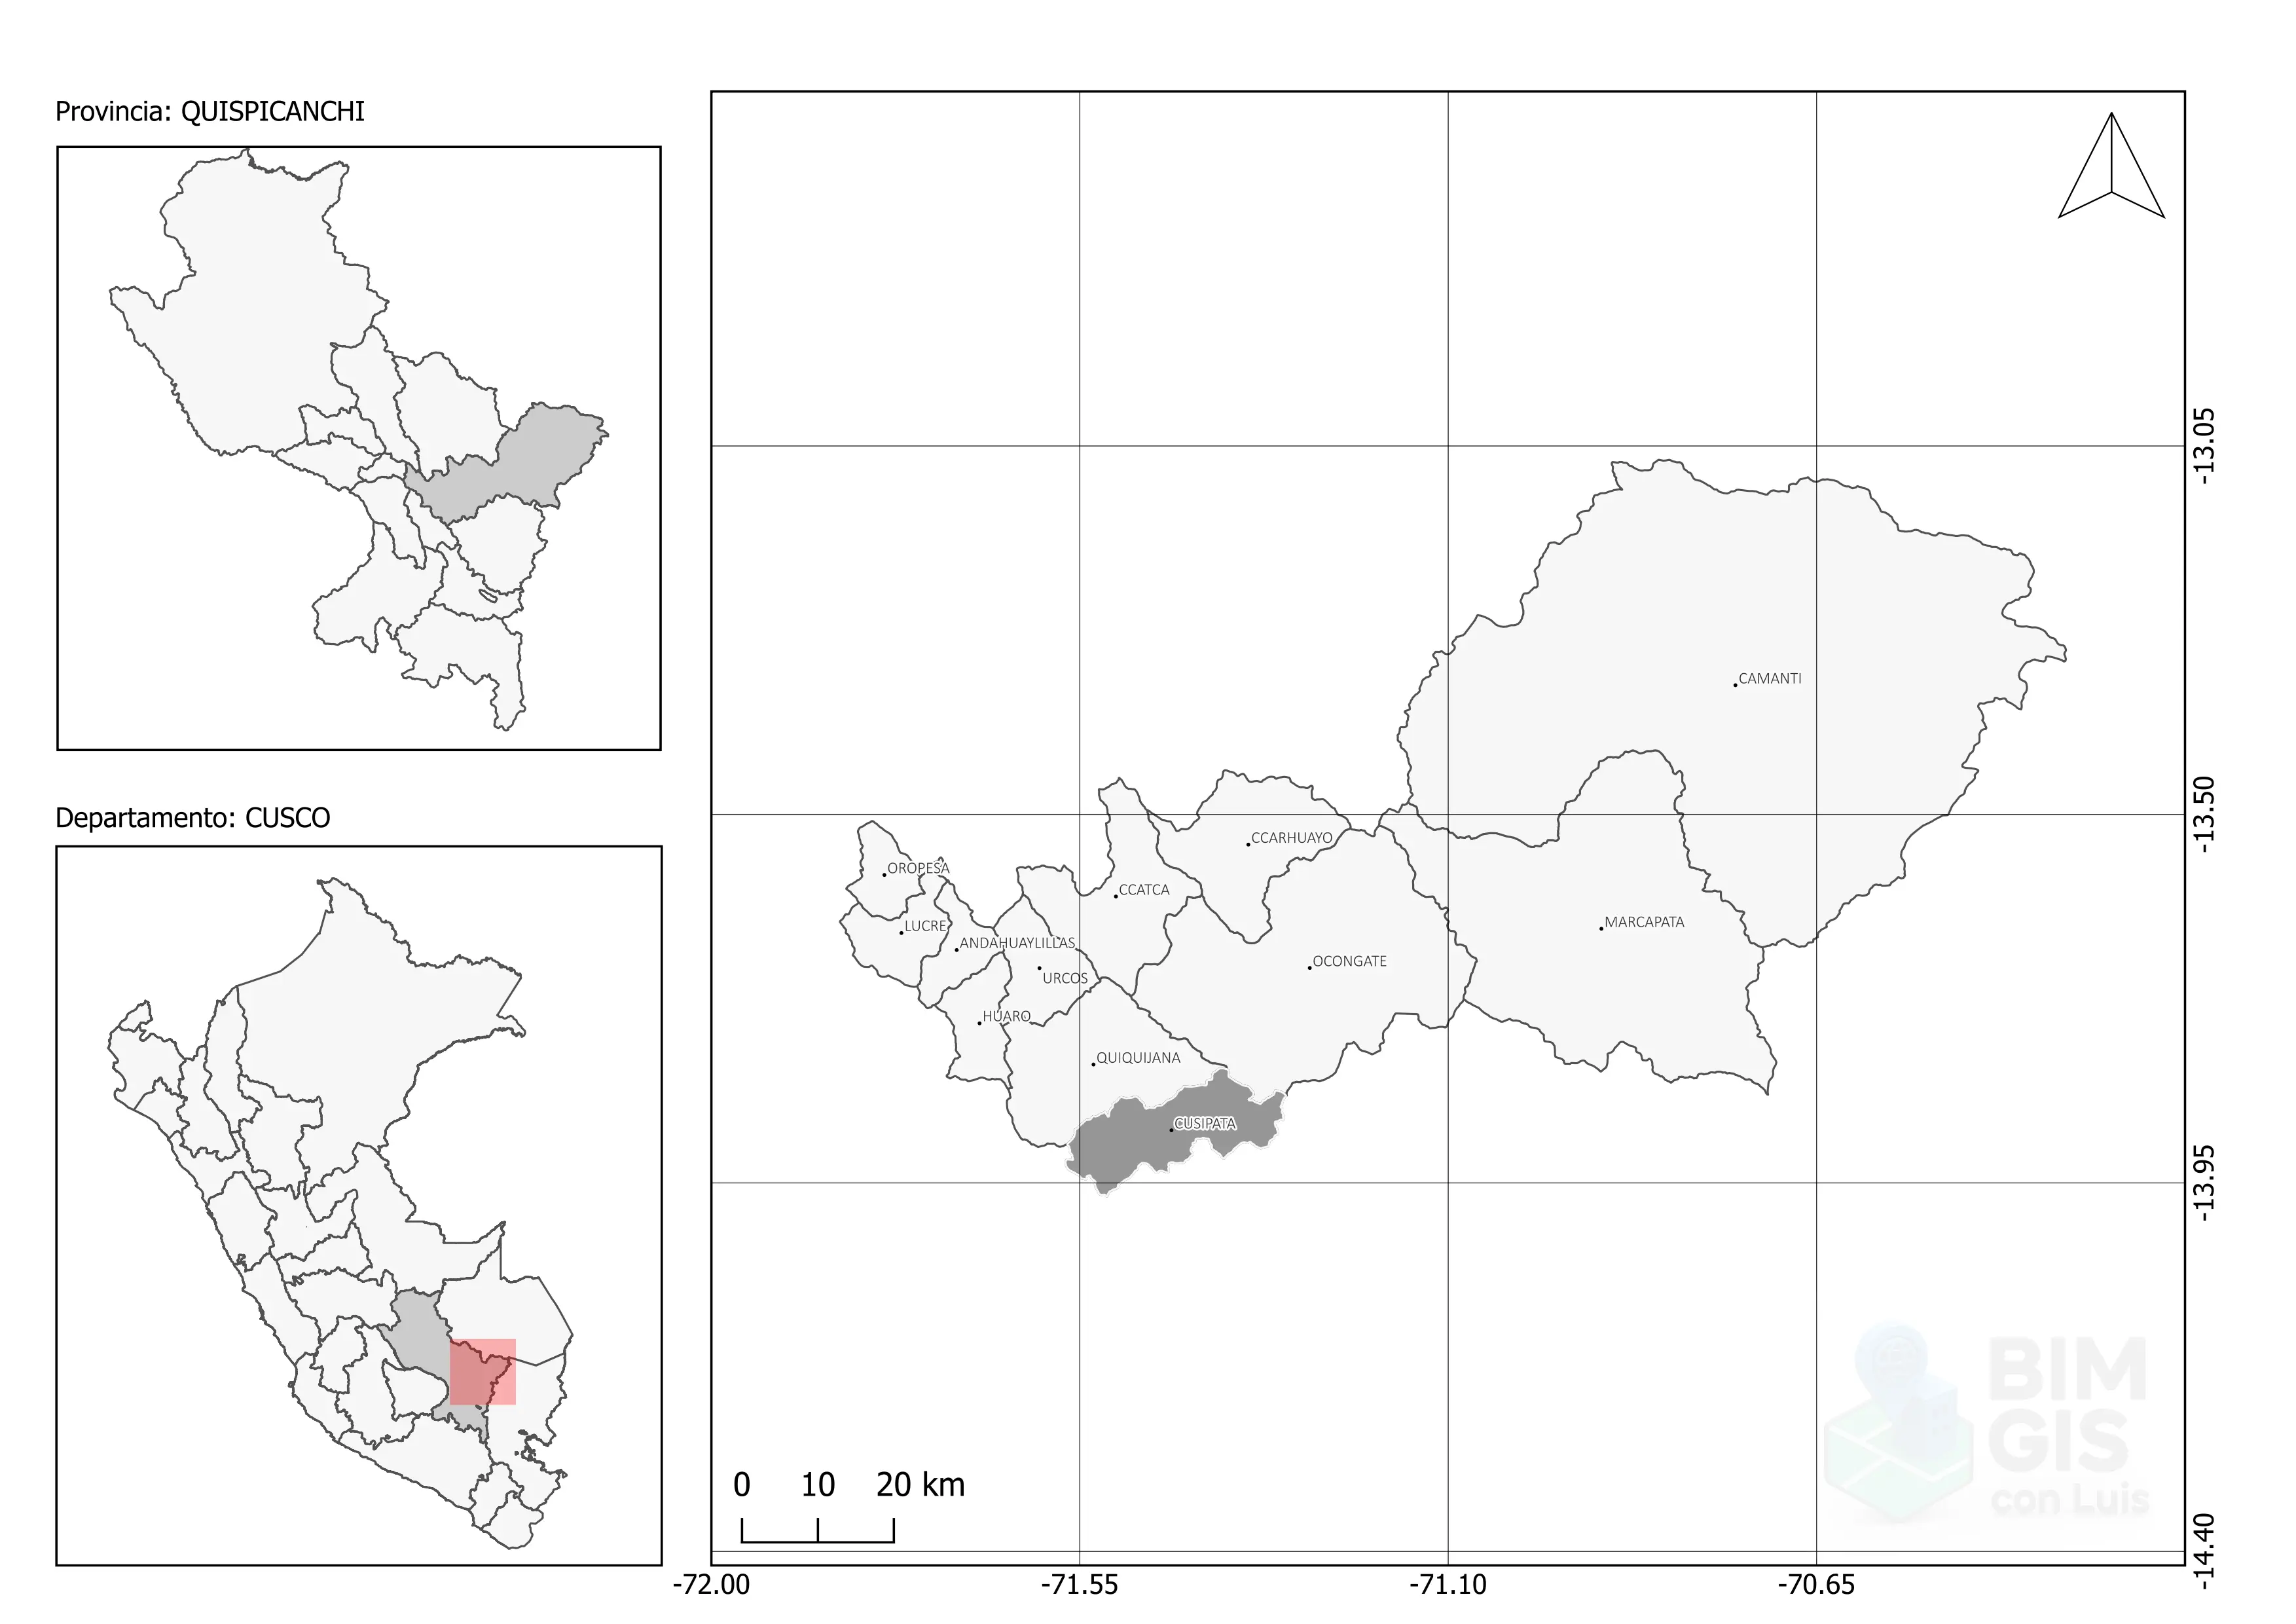 Provincia: QUISPICANCHI
Departamento: CUSCO
CAMANTI
CCARHUAYO
OROPESA
CCATCA
LUCRE
MARCAPATA
ANDAHUAYLILLAS
OCONGATE
URCOS
HUARO
QUIQUIJANA
CUSIPATA
-13.05
-13.50
-13.95
-14.40
BIM
GIS
con Luis
0 10 20 km
-72.00 -71.55 -71.10 -70.65